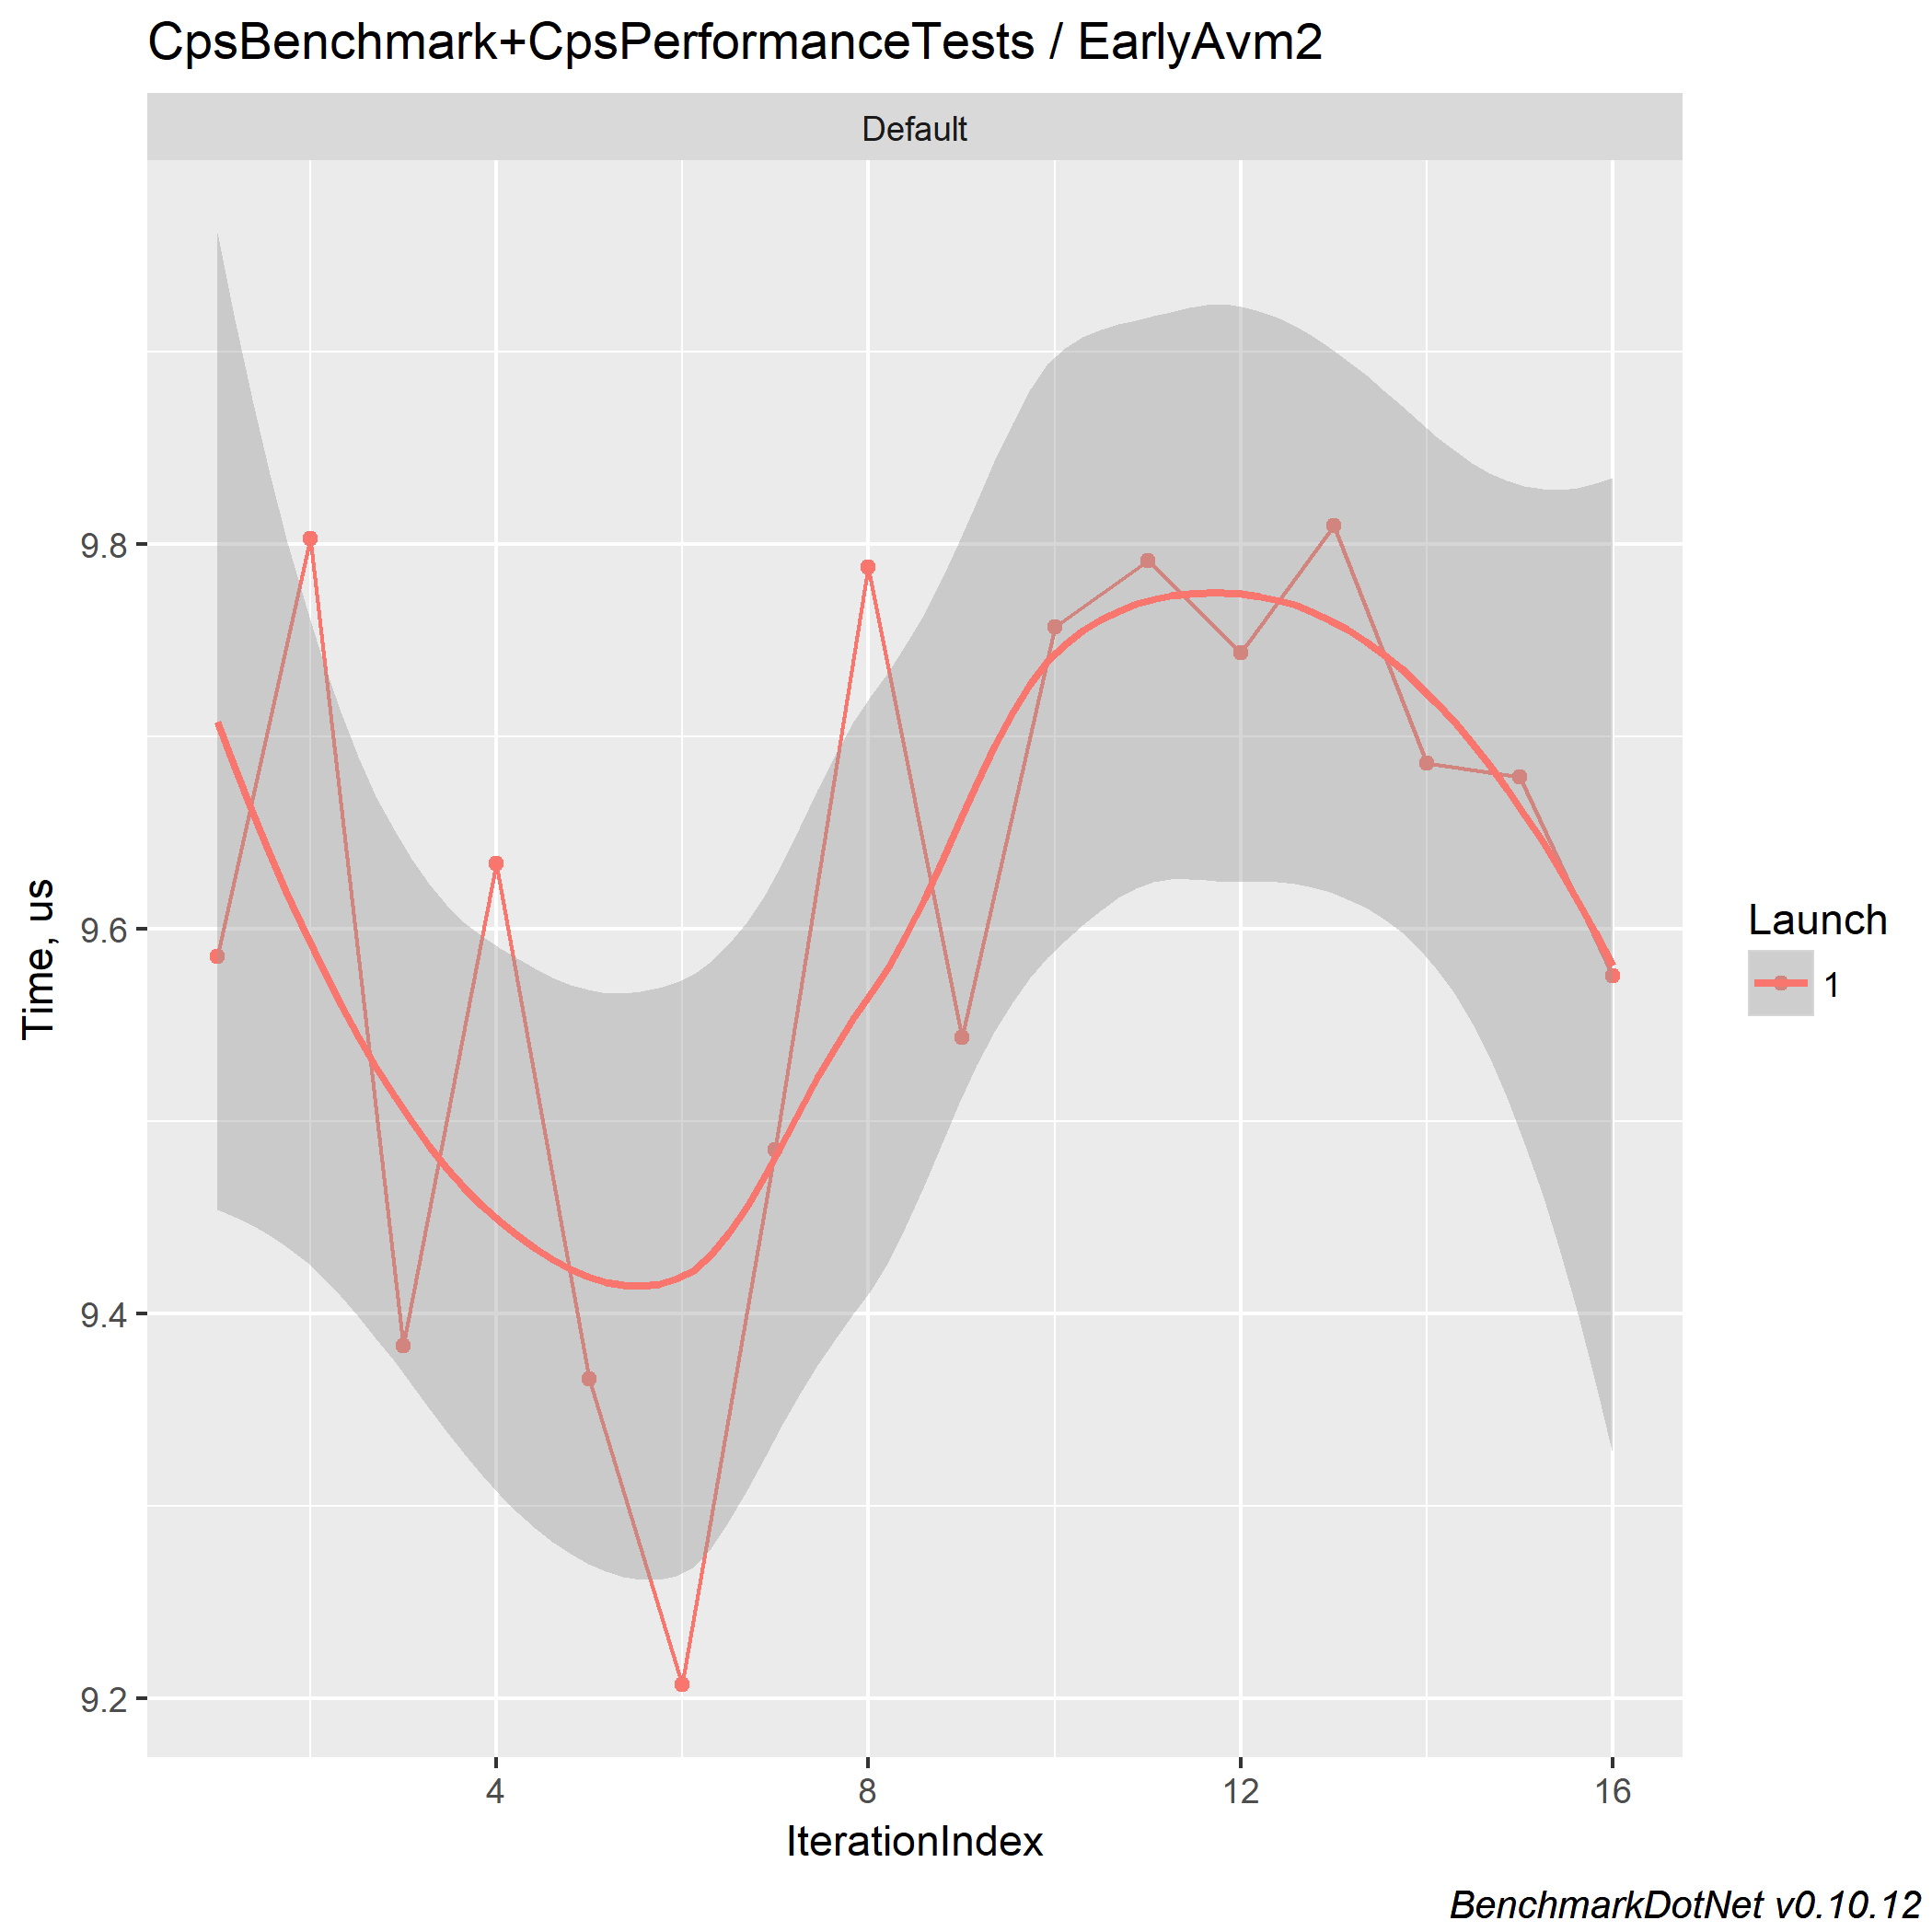 CpsBenchmark+CpsPerformanceTests / EarlyAvm2
Default
9.8
9.6
9.4
9.2
Time, us
4 8 12 16
IterationIndex
Launch
1
BenchmarkDotNet v0.10.12